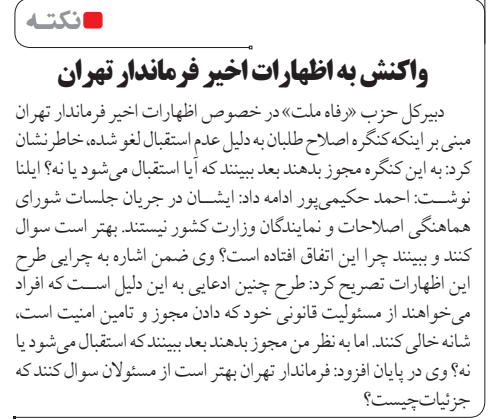 نکتـه
واکنش به اظهارات اخیر فرماندار تهران
دبیرکل حزب «رفاه ملت» در خصوص اظهارات اخیر فرماندار تهران
مبنی بر اینکه کنگره اصلاح طلبان به دلیل عدم استقبال لغو شده، خاطرنشان
کرد: به این کنگره مجوز بدهند بعد ببینند که آیا استقبال می‌شود یا نه؟ ایلنا
نوشـــت: احمد حکیمی‌پور ادامه داد: ایشـــان در جریان جلسات شورای
هماهنگی اصلاحات و نمایندگان وزارت کشور نیستند. بهتر است سوال
کنند و ببینند چرا این اتفاق افتاده است؟ وی ضمن اشاره به چرایی طرح
این اظهارات تصریح کرد: طرح چنین ادعایی به این دلیل اســـت که افراد
می‌خواهند از مسئولیت قانونی خود که دادن مجوز و تامین امنیت است،
شانه خالی کنند. اما به نظر من مجوز بدهند بعد ببینند که استقبال می‌شود یا
نه؟ وی در پایان افزود: فرماندار تهران بهتر است از مسئولان سوال کنند که
جزئیات‌چیست؟